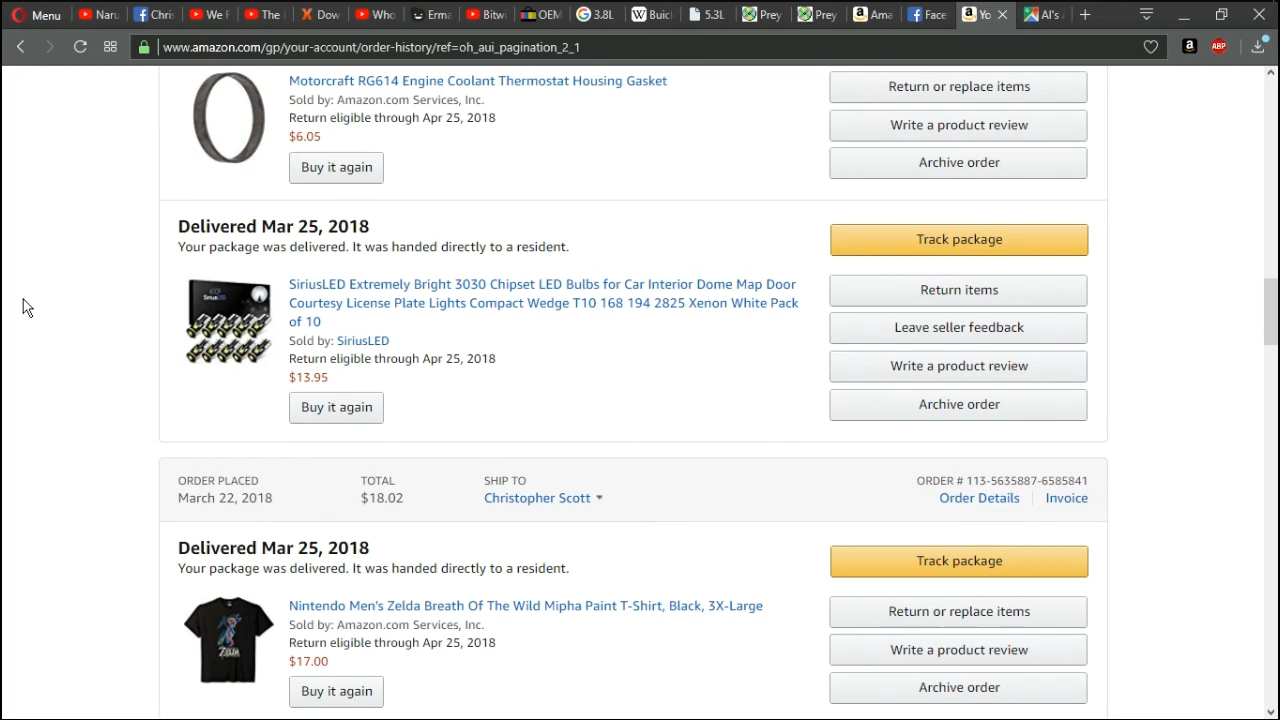 Menu
Naru
Chris
We F
The
Dow
Who
Erma
Bitw
OEM
3.8L
Buic
5.3L
Prey
Prey
Ama
Face
Yo
Al's
www.amazon.com/gp/your-account/order-history/ref=oh_aui_pagination_2_1
ABP
Motorcraft RG614 Engine Coolant Thermostat Housing Gasket
Sold by: Amazon.com Services, Inc.
Return eligible through Apr 25, 2018
$6.05
Buy it again
Return or replace items
Write a product review
Archive order
Delivered Mar 25, 2018
Your package was delivered. It was handed directly to a resident.
Track package
SiriusLED Extremely Bright 3030 Chipset LED Bulbs for Car Interior Dome Map Door
Courtesy License Plate Lights Compact Wedge T10 168 194 2825 Xenon White Pack
of 10
Sold by: SiriusLED
Return eligible through Apr 25, 2018
$13.95
Buy it again
Return items
Leave seller feedback
Write a product review
Archive order
ORDER PLACED
March 22, 2018
TOTAL
$18.02
SHIP TO
Christopher Scott
ORDER # 113-5635887-6585841
Order Details
Invoice
Delivered Mar 25, 2018
Your package was delivered. It was handed directly to a resident.
Track package
ZELDA
Nintendo Men's Zelda Breath Of The Wild Mipha Paint T-Shirt, Black, 3X-Large
Sold by: Amazon.com Services, Inc.
Return eligible through Apr 25, 2018
$17.00
Buy it again
Return or replace items
Write a product review
Archive order